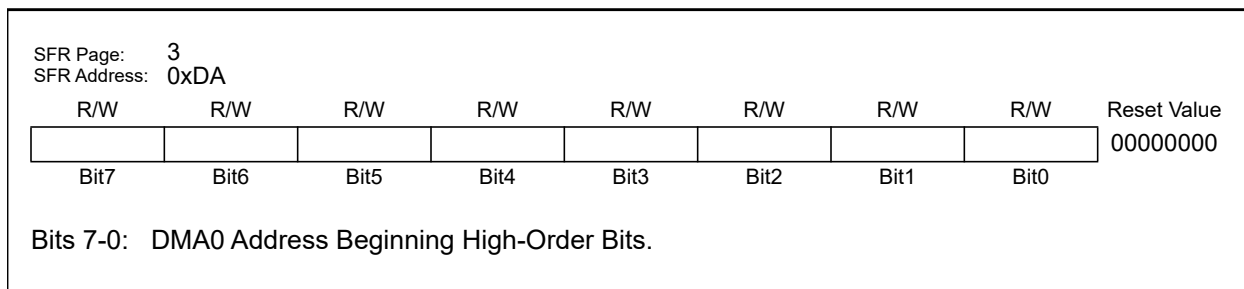 SFR Page: 3
SFR Address: 0xDA
R/W R/W R/W R/W R/W R/W R/W R/W Reset Value
00000000
Bit7 Bit6 Bit5 Bit4 Bit3 Bit2 Bit1 Bit0
Bits 7-0: DMA0 Address Beginning High-Order Bits.